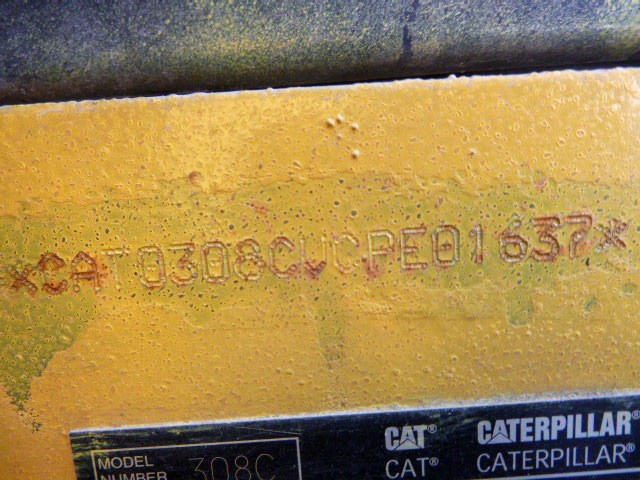 *CAT0308CVCPE01637*
CAT® CATERPILLAR
MODEL NUMBER 308C CAT® CATERPILLAR